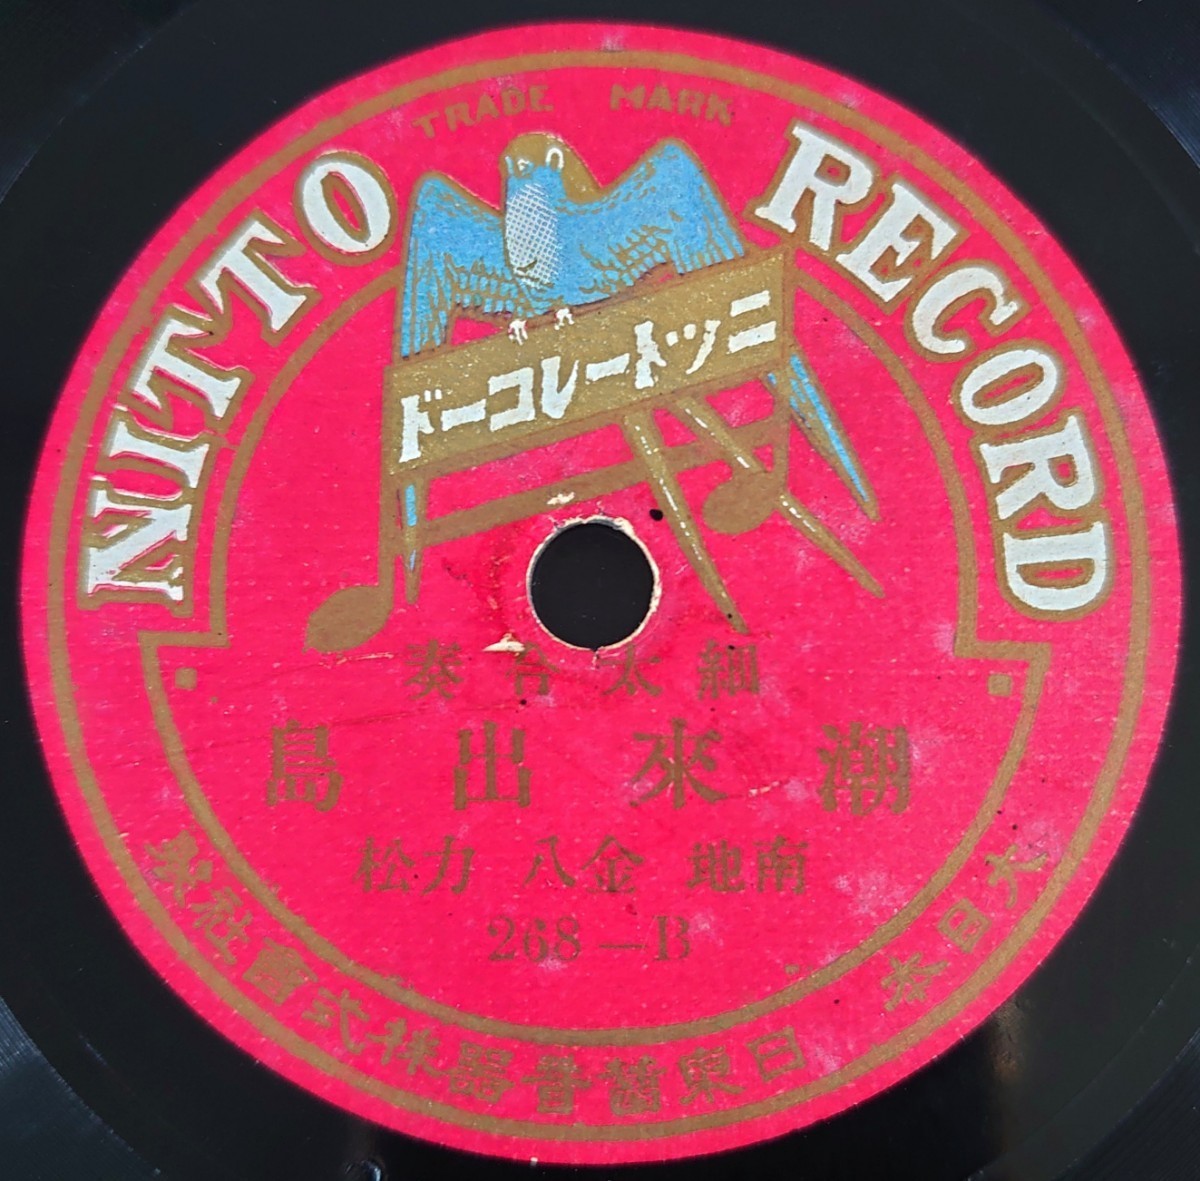 TRADE MARK
NITTO RECORD
ニットーレコード
細太合奏
潮來出島
南地 金八 力松
268—B
大日本 日東蓄音器株式會社製